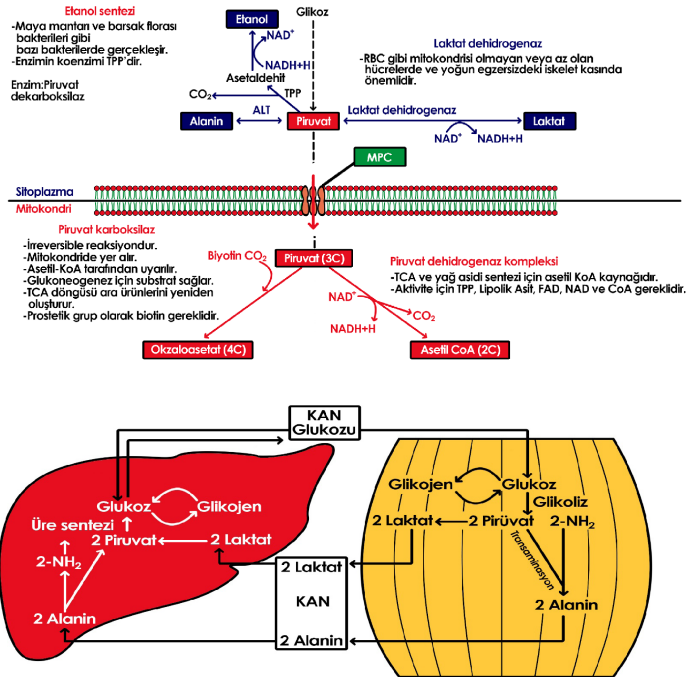 Etanol sentezi
-Maya mantarı ve barsak florası
bakterileri gibi
bazı bakterilerde gerçekleşir.
-Enzimin koenzimi TPP'dir.
Enzim:Piruvat
dekarboksilaz
Etanol
NAD⁺
NADH+H
Asetaldehit
CO₂
TPP
Glikoz
Laktat dehidrogenaz
-RBC gibi mitokondrisi olmayan veya az olan
hücrelerde ve yoğun egzersizdeki iskelet kasında
önemlidir.
Alanin
ALT
Piruvat
Laktat dehidrogenaz
NAD⁺
NADH+H
Laktat
MPC
Sitoplazma
Mitokondri
Piruvat karboksilaz
-İrreversible reaksiyondur.
-Mitokondride yer alır.
-Asetil-KoA tarafından uyarılır.
-Glukoneogenez için substrat sağlar.
-TCA döngüsü ara ürünlerini yeniden
oluşturur.
-Prostetik grup olarak biotin gereklidir.
Biyotin CO₂
Piruvat (3C)
Piruvat dehidrogenaz kompleksi
-TCA ve yağ asidi sentezi için asetil KoA kaynağıdır.
-Aktivite için TPP, Lipolik Asit, FAD, NAD ve CoA gereklidir.
NAD⁺
NADH+H
CO₂
Okzaloasetat (4C)
Asetil CoA (2C)
KAN
Glukozu
Glukoz
Glikojen
Üre sentezi
2 Piruvat
2 Laktat
2-NH₂
2 Alanin
2 Laktat
KAN
2 Alanin
Glikojen
Glukoz
Glikoliz
2 Laktat
2 Pirüvat
2-NH₂
Transaminasyon
2 Alanin